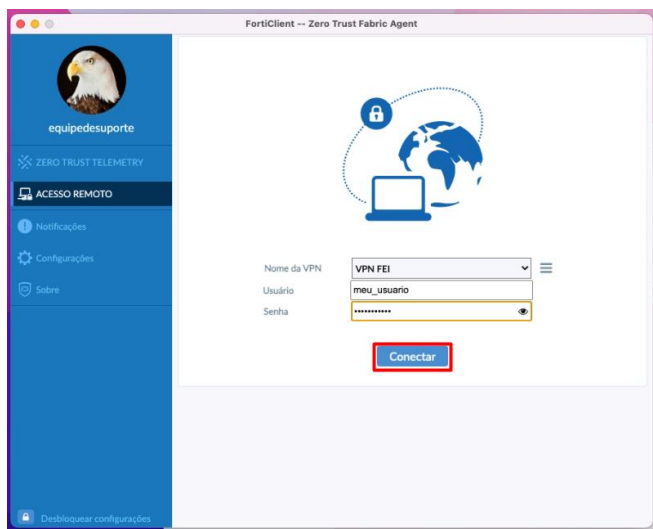 FortiClient -- Zero Trust Fabric Agent
equipedesuporte
ZERO TRUST TELEMETRY
ACESSO REMOTO
Notificações
Configurações
Sobre
Nome da VPN VPN FEI
Usuário meu_usuario
Senha •••••••••••
Conectar
Desbloquear configurações